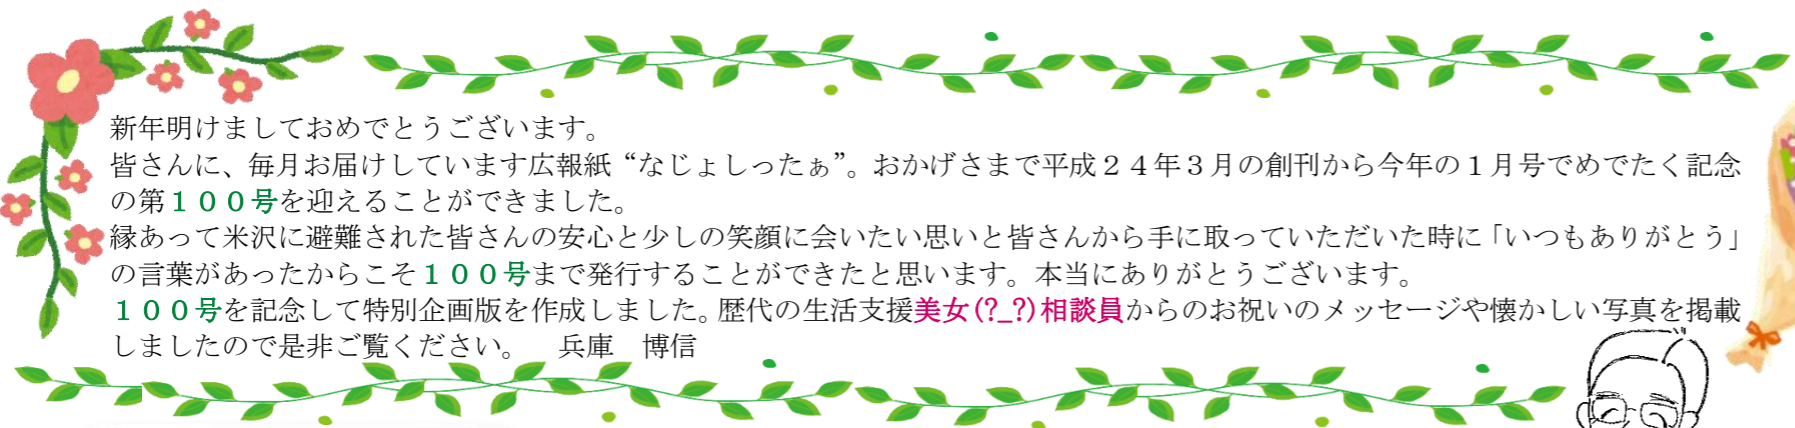 新年明けましておめでとうございます。
皆さんに、毎月お届けしています広報紙“なじょしったぁ”。おかげさまで平成２４年３月の創刊から今年の１月号でめでたく記念
の第１００号を迎えることができました。
縁あって米沢に避難された皆さんの安心と少しの笑顔に会いたい思いと皆さんから手に取っていただいた時に「いつもありがとう」
の言葉があったからこそ１００号まで発行することができたと思います。本当にありがとうございます。
１００号を記念して特別企画版を作成しました。歴代の生活支援美女(?_?)相談員からのお祝いのメッセージや懐かしい写真を掲載
しましたので是非ご覧ください。　兵庫　博信